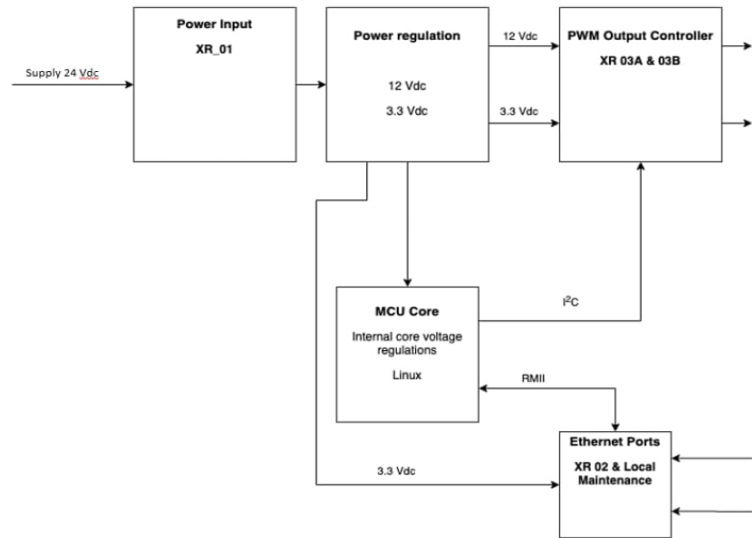 Power Input
XR_01
Supply 24 Vdc
Power regulation
12 Vdc
3.3 Vdc
12 Vdc
3.3 Vdc
PWM Output Controller
XR 03A & 03B
MCU Core
Internal core voltage
regulations
Linux
I²C
RMII
Ethernet Ports
XR 02 & Local
Maintenance
3.3 Vdc